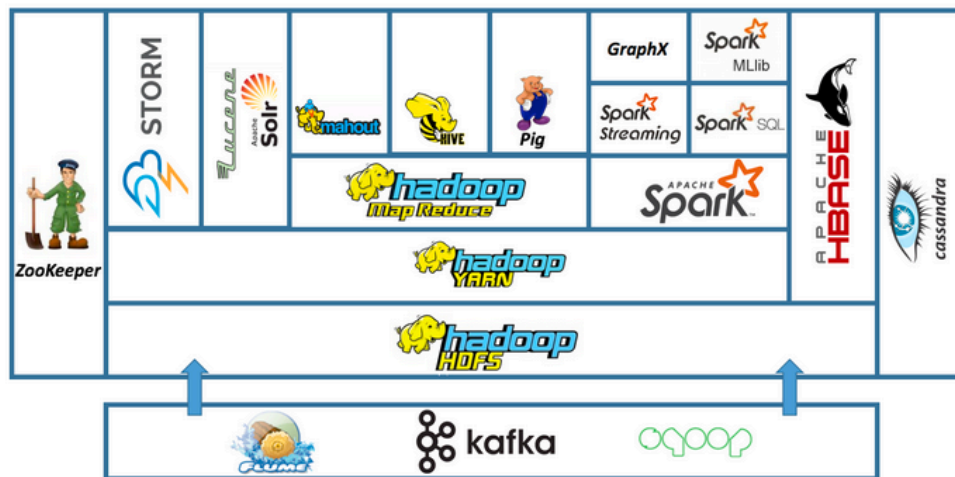 STORM
Lucene
Apache
Solr
mahout
HIVE
Pig
GraphX
Spark
MLlib
Spark
Streaming
Spark SQL
APACHE
HBASE
cassandra
ZooKeeper
hadoop
Map Reduce
APACHE
Spark™
hadoop
YARN
hadoop
HDFS
FLUME
kafka
sqoop